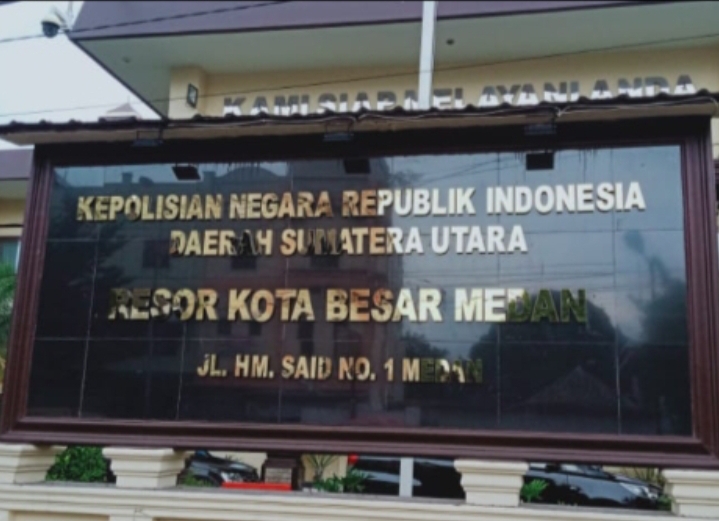 KAMI SIAP MELAYANI ANDA
KEPOLISIAN NEGARA REPUBLIK INDONESIA
DAERAH SUMATERA UTARA
RESOR KOTA BESAR MEDAN
JL. HM. SAID NO. 1 MEDAN